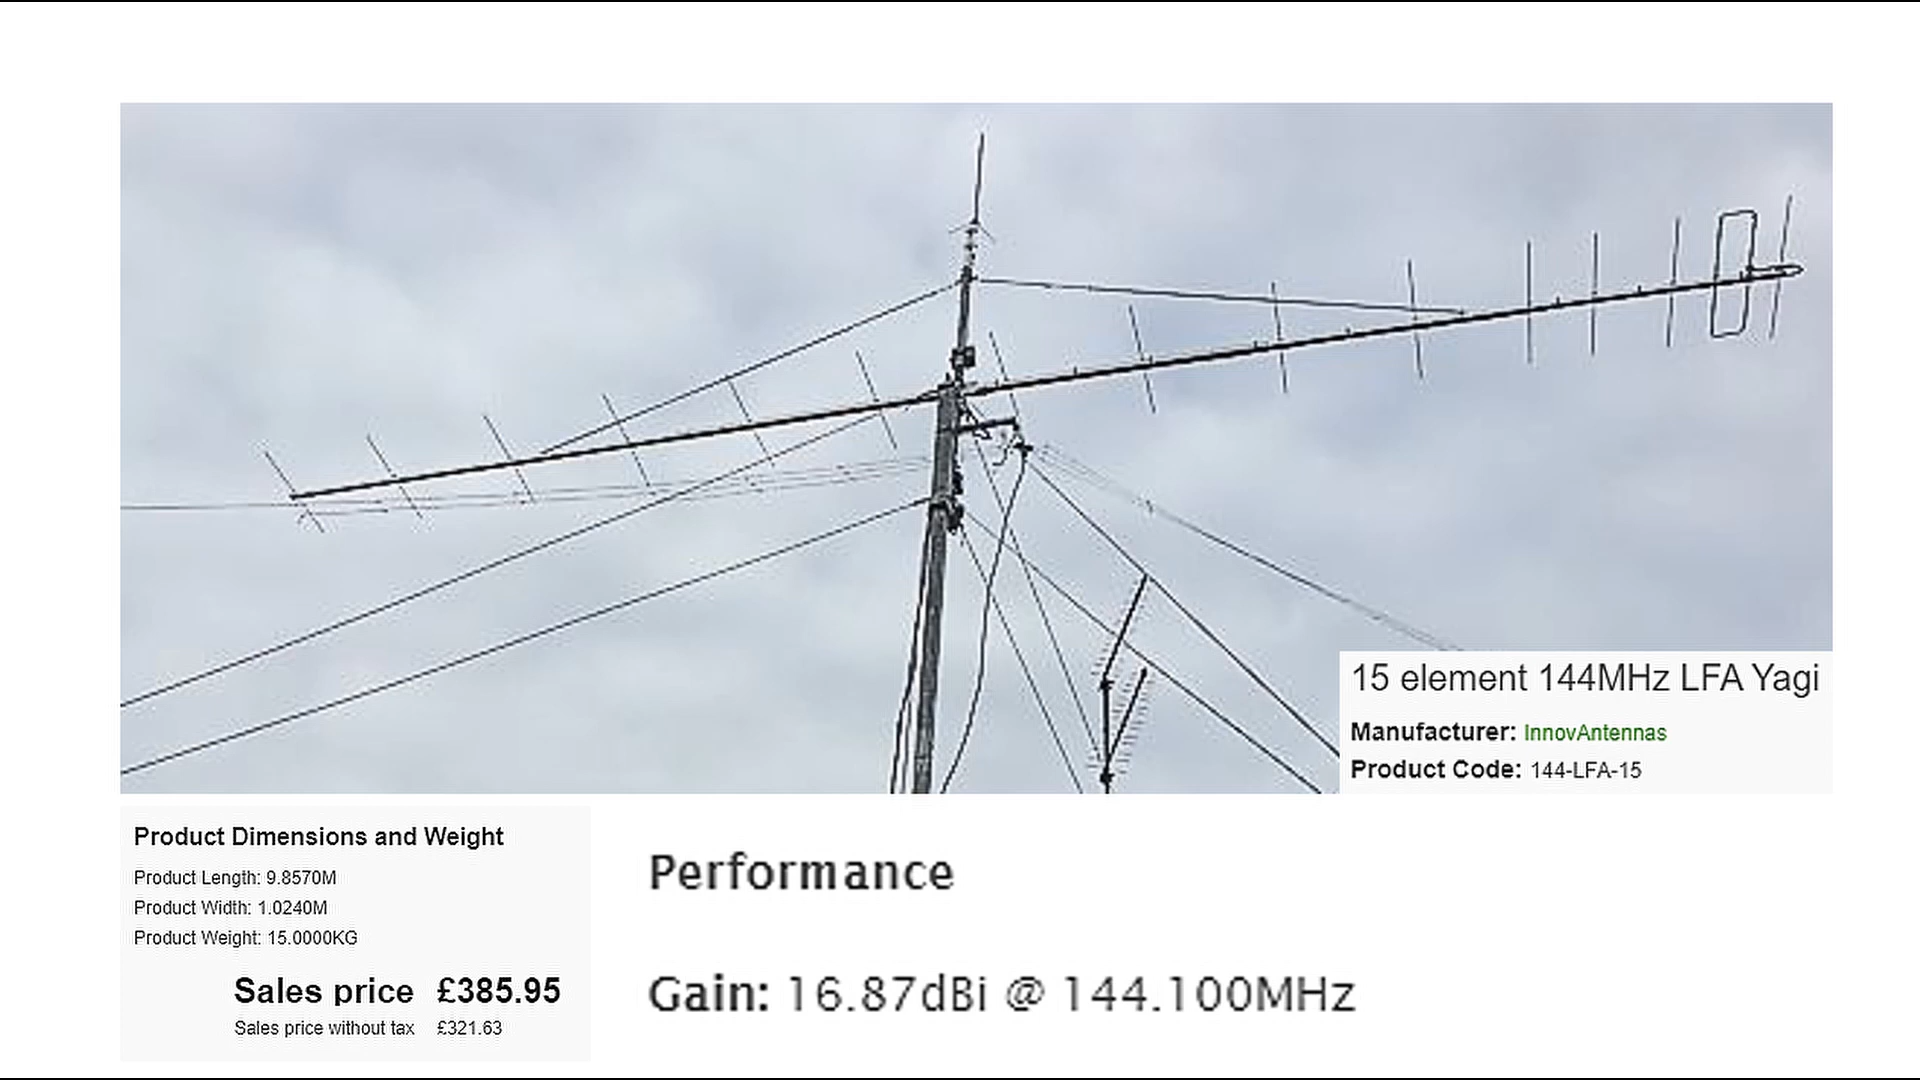 15 element 144MHz LFA Yagi
Manufacturer: InnovAntennas
Product Code: 144-LFA-15
Product Dimensions and Weight
Product Length: 9.8570M
Product Width: 1.0240M
Product Weight: 15.0000KG
Sales price £385.95
Sales price without tax £321.63
Performance
Gain: 16.87dBi @ 144.100MHz